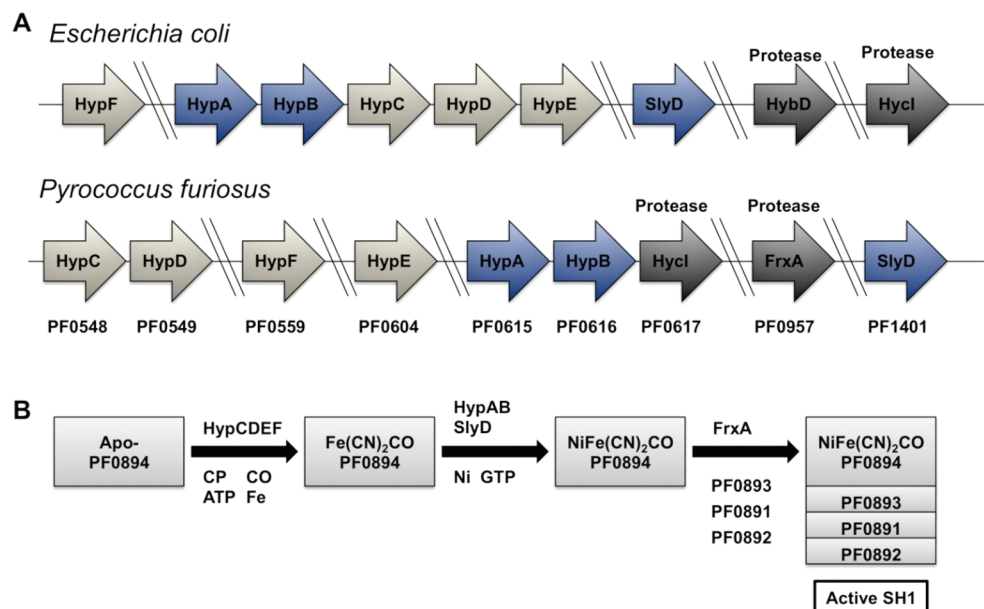 A
Escherichia coli
Protease
Protease
HypF
HypA
HypB
HypC
HypD
HypE
SlyD
HybD
HycI
Pyrococcus furiosus
Protease
Protease
HypC
HypD
HypF
HypE
HypA
HypB
HycI
FrxA
SlyD
PF0548
PF0549
PF0559
PF0604
PF0615
PF0616
PF0617
PF0957
PF1401
B
Apo-
PF0894
HypCDEF
CP CO
ATP Fe
Fe(CN)₂CO
PF0894
HypAB
SlyD
Ni GTP
NiFe(CN)₂CO
PF0894
FrxA
PF0893
PF0891
PF0892
NiFe(CN)₂CO
PF0894
PF0893
PF0891
PF0892
Active SH1